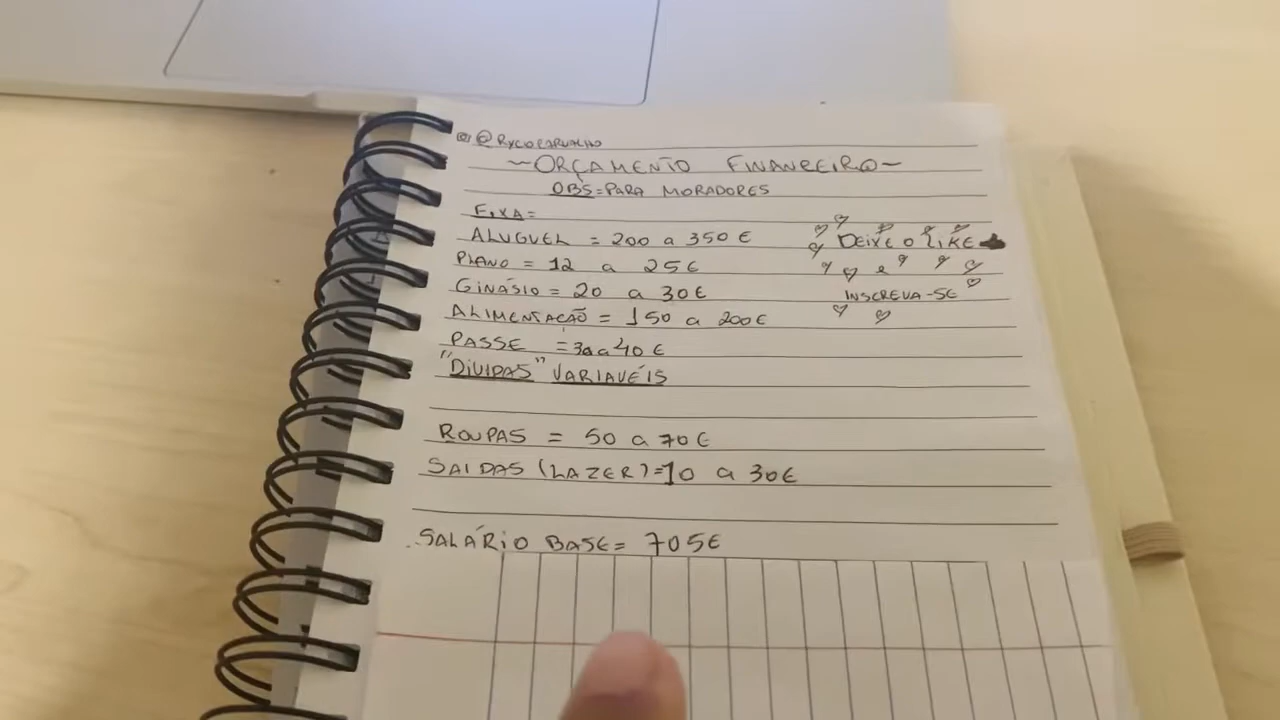 @RYCIOCARVALHO
~ORÇAMENTO FINANCEIRO~
OBS=PARA MORADORES
FIXA=
ALUGUEL = 200 a 350€
PLANO = 12 a 25€
GINÁSIO = 20 a 30€
ALIMENTAÇÃO = 150 a 200€
PASSE = 30 a 40€
"DIVIDAS" VARIAVÉIS
ROUPAS = 50 a 70€
SAIDAS (LAZER)=10 a 30€
SALÁRIO BASE= 705€
DEIXE O LIKE
e
INSCREVA-SE